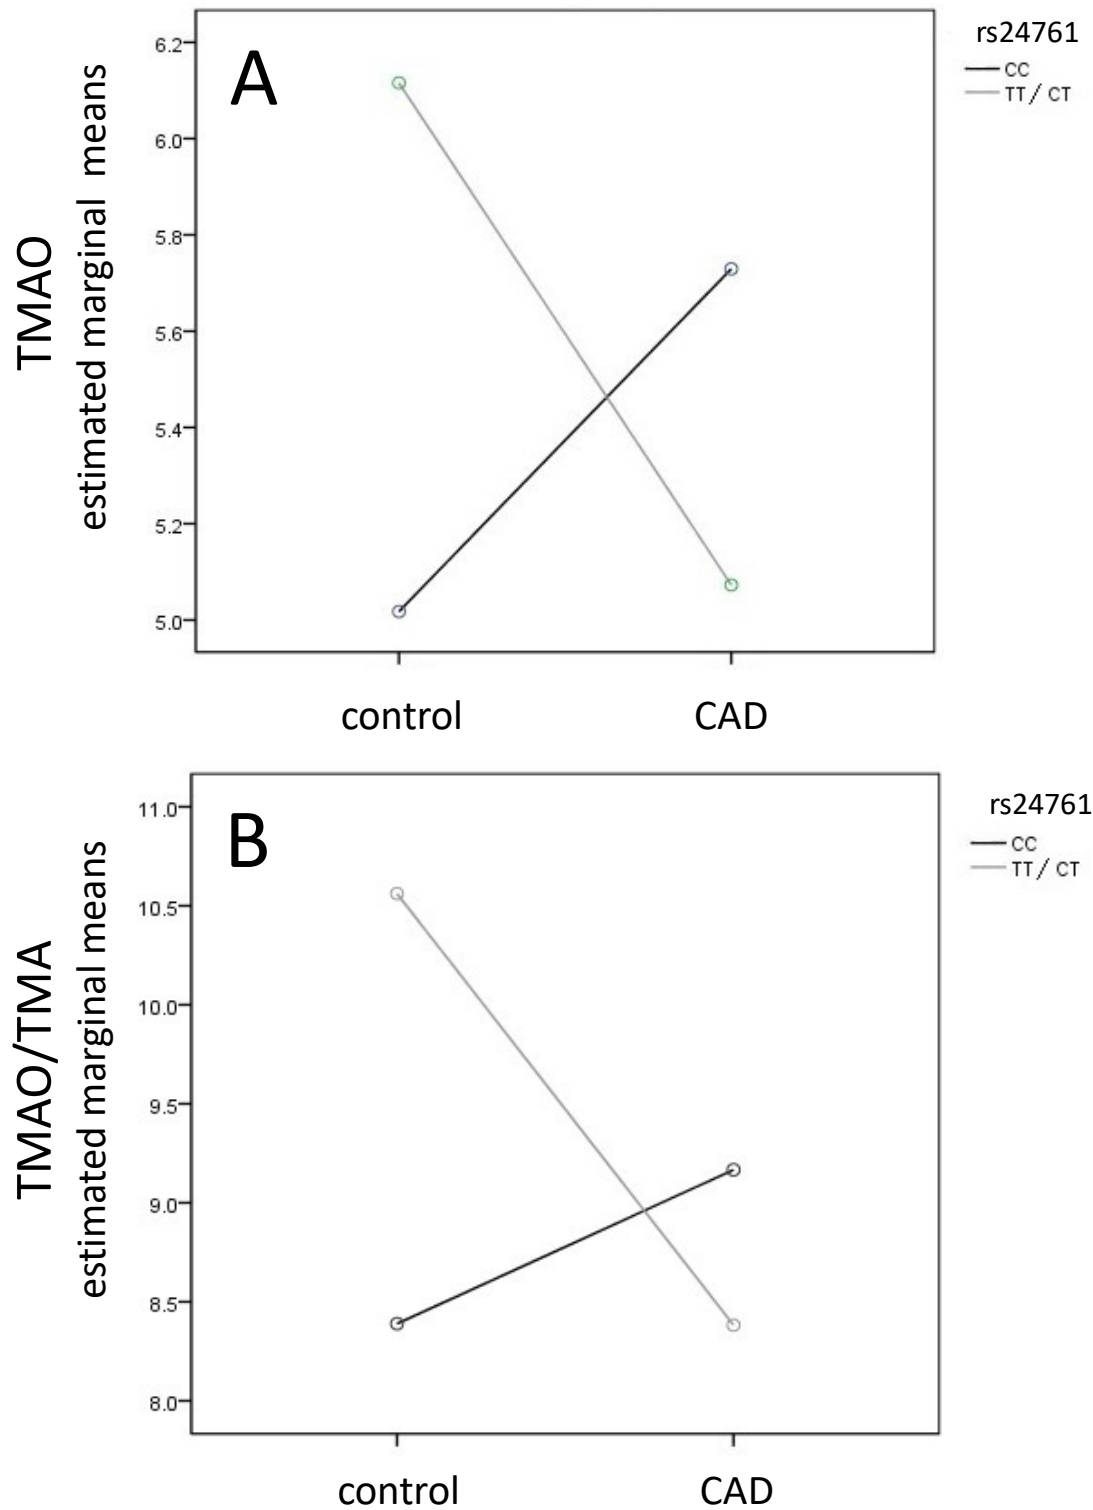 A
rs24761
CC
TT / CT
TMAO
estimated marginal means
6.2
6.0
5.8
5.6
5.4
5.2
5.0
control CAD
B
rs24761
CC
TT / CT
TMAO/TMA
estimated marginal means
11.0
10.5
10.0
9.5
9.0
8.5
8.0
control CAD